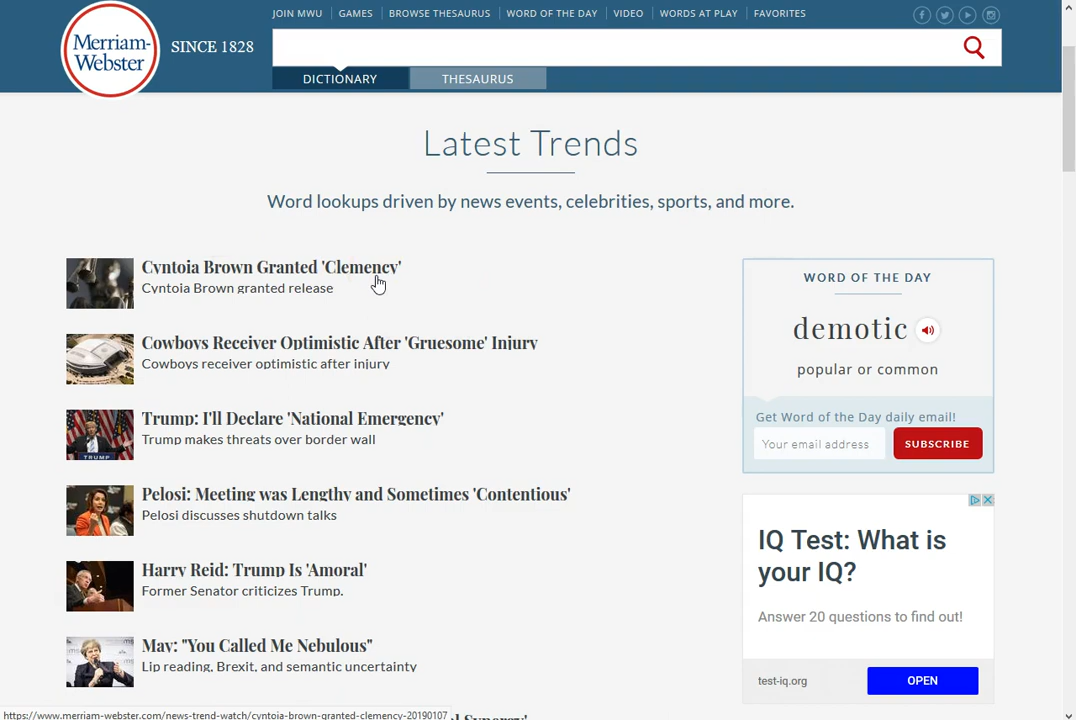 JOIN MWU
GAMES
BROWSE THESAURUS
WORD OF THE DAY
VIDEO
WORDS AT PLAY
FAVORITES
Merriam-
Webster
SINCE 1828
DICTIONARY
THESAURUS
Latest Trends
Word lookups driven by news events, celebrities, sports, and more.
Cyntoia Brown Granted 'Clemency'
Cyntoia Brown granted release
Cowboys Receiver Optimistic After 'Gruesome' Injury
Cowboys receiver optimistic after injury
Trump: I'll Declare 'National Emergency'
Trump makes threats over border wall
TRUMP
Pelosi: Meeting was Lengthy and Sometimes 'Contentious'
Pelosi discusses shutdown talks
Harry Reid: Trump Is 'Amoral'
Former Senator criticizes Trump.
May: "You Called Me Nebulous"
Lip reading, Brexit, and semantic uncertainty
WORD OF THE DAY
demotic
popular or common
Get Word of the Day daily email!
Your email address
SUBSCRIBE
IQ Test: What is
your IQ?
Answer 20 questions to find out!
test-iq.org
OPEN
https://www.merriam-webster.com/news-trend-watch/cyntoia-brown-granted-clemency-20190107